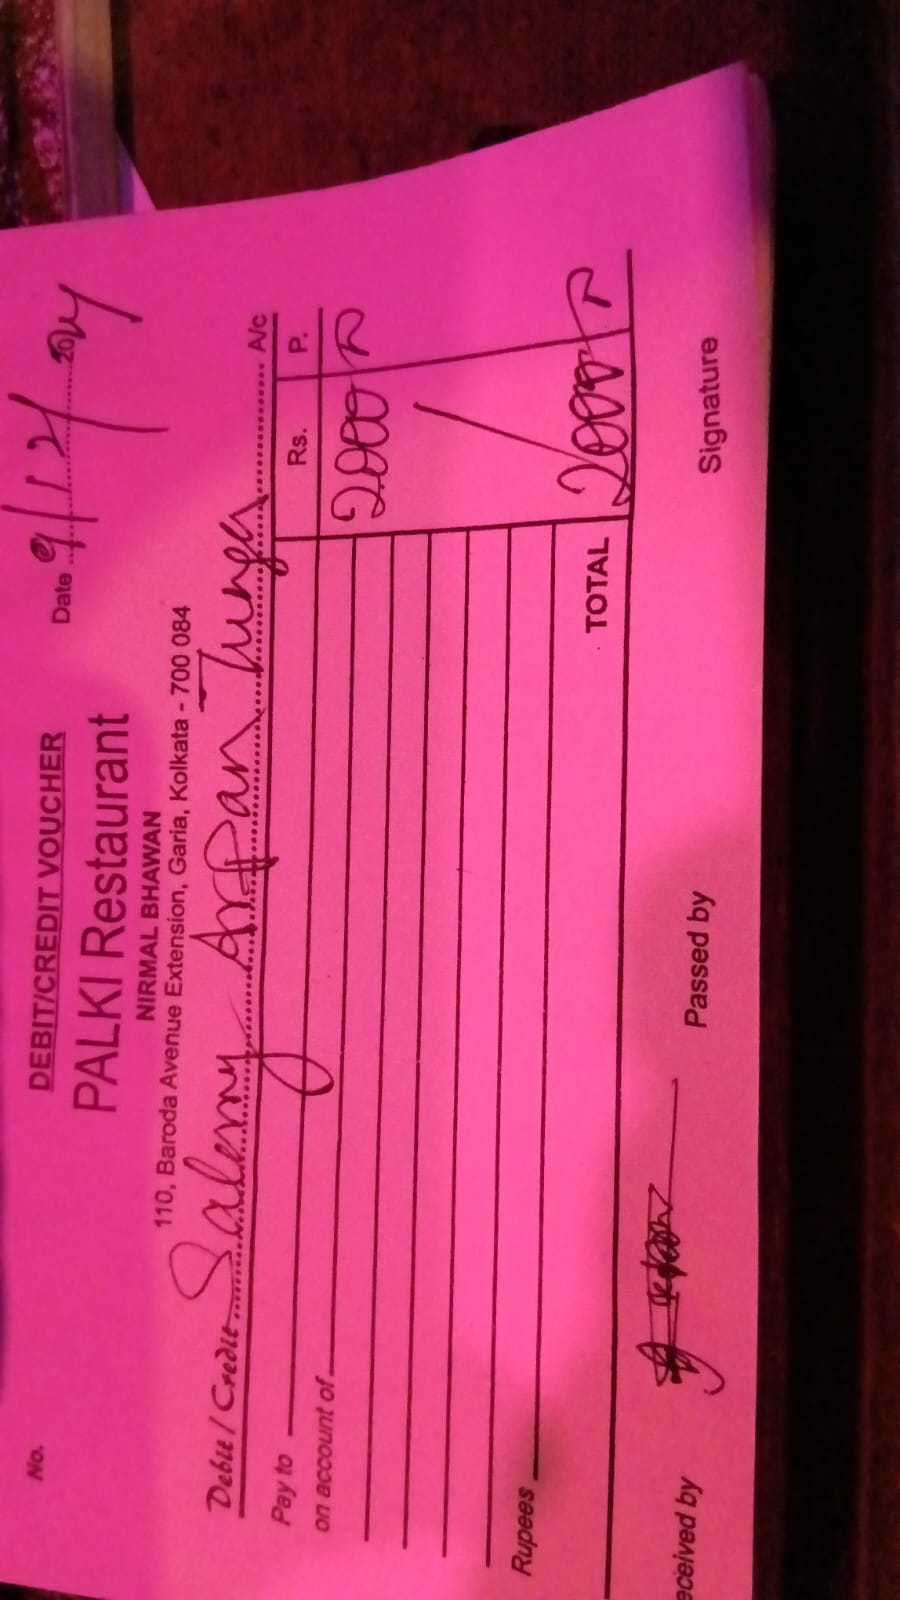 No.
DEBIT/CREDIT VOUCHER
PALKI Restaurant
Date 9/12/2024
NIRMAL BHAWAN
110, Baroda Avenue Extension, Garia, Kolkata - 700 084
Debit / Credit Salemy Arpan Tunga A/c
Pay to
Rs. P.
on account of
2000
Rupees
TOTAL 2000
eceived by Passed by Signature